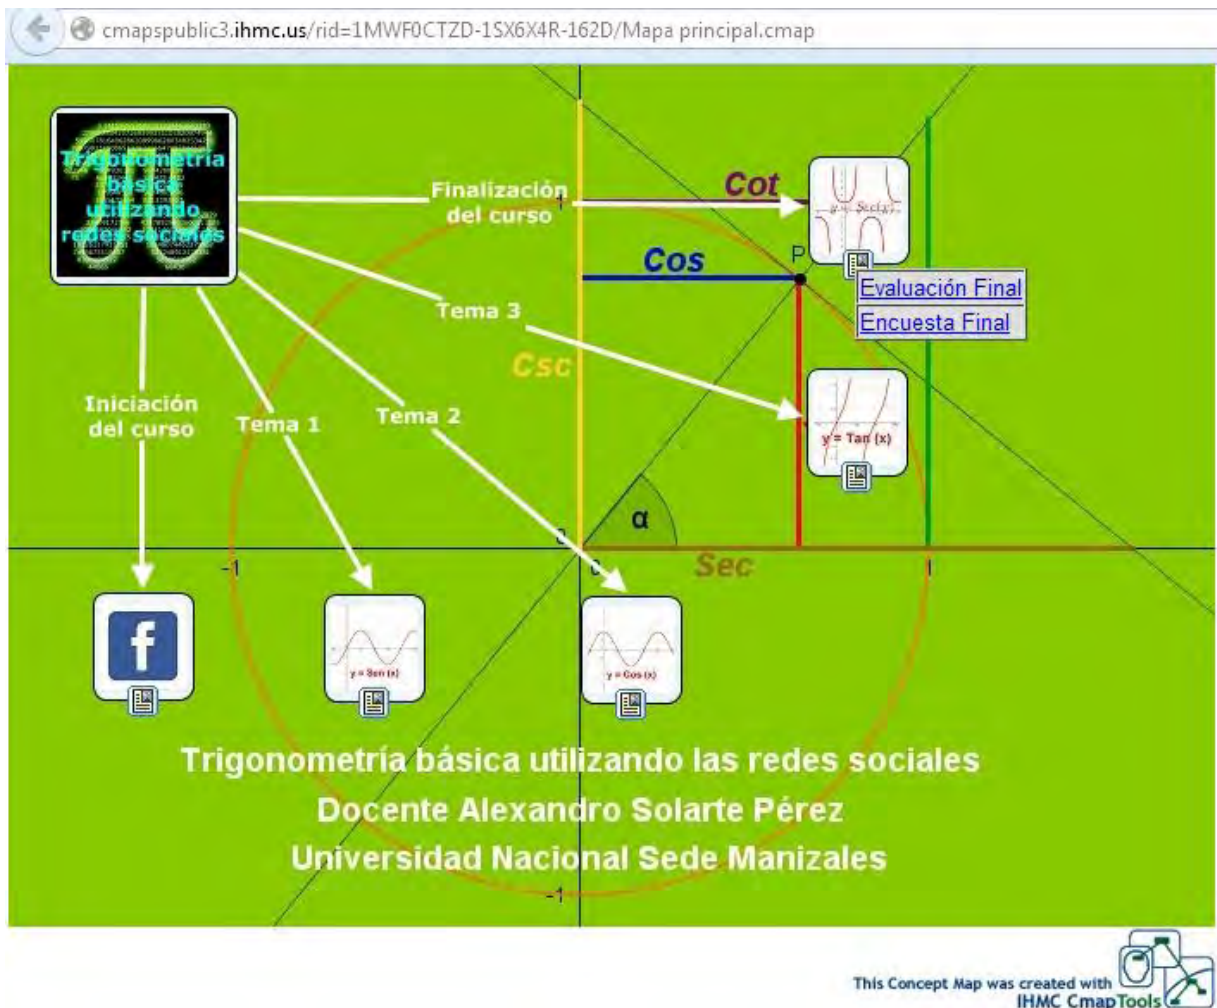 cmapspublic3.ihmc.us/rid=1MWF0CTZD-1SX6X4R-162D/Mapa principal.cmap
Trigonometría
básica
utilizando
redes sociales
Finalización
del curso
Cot
1
y = Sec(x)
Cos
P
Evaluación Final
Encuesta Final
Tema 3
Csc
Iniciación
del curso
Tema 1
Tema 2
y = Tan (x)
α
0
-1
0
Sec
1
f
y = Sen (x)
y = Cos (x)
Trigonometría básica utilizando las redes sociales
Docente Alexandro Solarte Pérez
Universidad Nacional Sede Manizales
-1
This Concept Map was created with
IHMC CmapTools